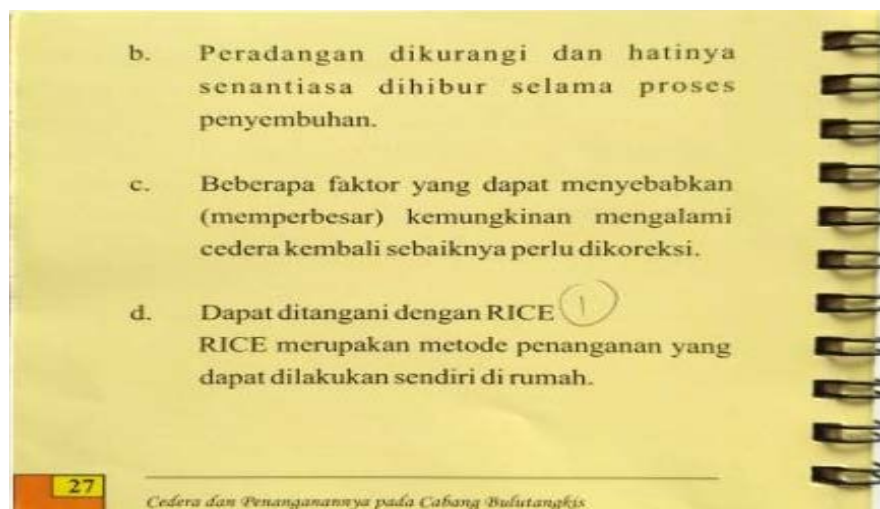 b. Peradangan dikurangi dan hatinya
senantiasa dihibur selama proses
penyembuhan.
c. Beberapa faktor yang dapat menyebabkan
(memperbesar) kemungkinan mengalami
cedera kembali sebaiknya perlu dikoreksi.
d. Dapat ditangani dengan RICE 1
RICE merupakan metode penanganan yang
dapat dilakukan sendiri di rumah.
27
Cedera dan Penanganannya pada Cabang Bulutangkis